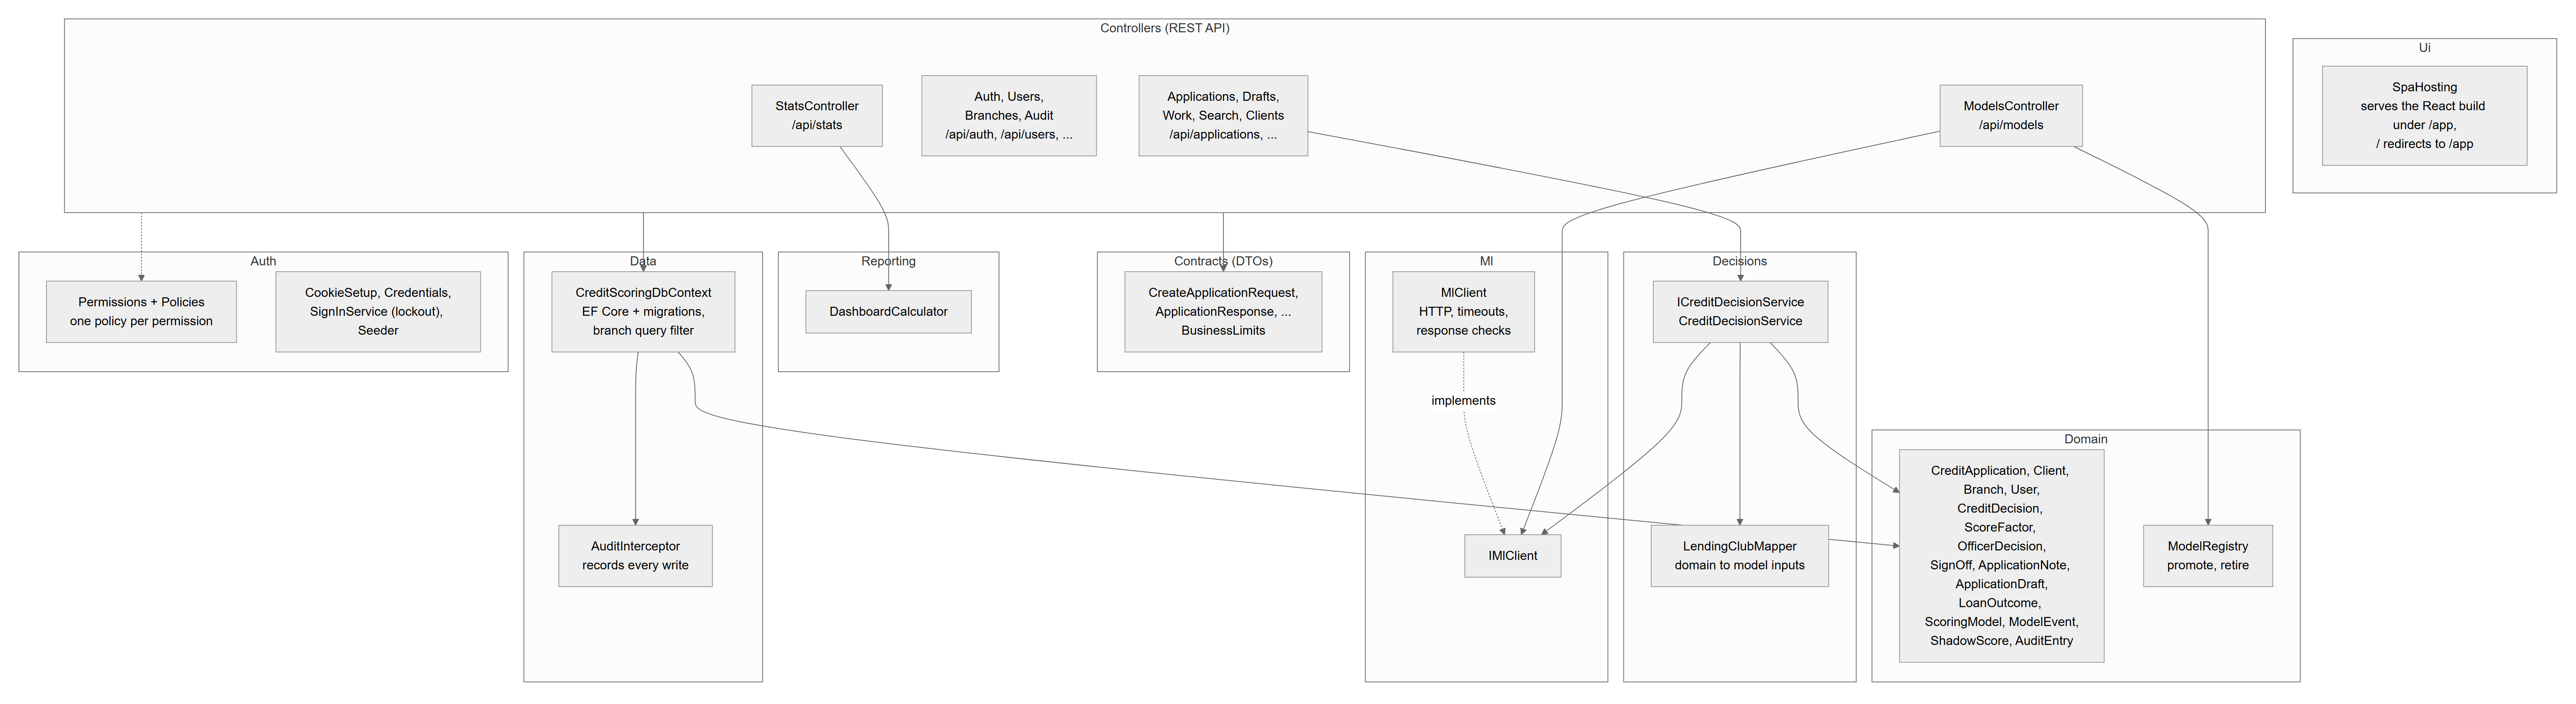 Controllers (REST API)
StatsController
/api/stats
Auth, Users,
Branches, Audit
/api/auth, /api/users, ...
Applications, Drafts,
Work, Search, Clients
/api/applications, ...
ModelsController
/api/models
Ui
SpaHosting
serves the React build
under /app,
/ redirects to /app
Auth
Permissions + Policies
one policy per permission
CookieSetup, Credentials,
SignInService (lockout),
Seeder
Data
CreditScoringDbContext
EF Core + migrations,
branch query filter
AuditInterceptor
records every write
Reporting
DashboardCalculator
Contracts (DTOs)
CreateApplicationRequest,
ApplicationResponse, ...
BusinessLimits
Ml
MlClient
HTTP, timeouts,
response checks
implements
IMlClient
Decisions
ICreditDecisionService
CreditDecisionService
LendingClubMapper
domain to model inputs
Domain
CreditApplication, Client,
Branch, User,
CreditDecision,
ScoreFactor,
OfficerDecision,
SignOff, ApplicationNote,
ApplicationDraft,
LoanOutcome,
ScoringModel, ModelEvent,
ShadowScore, AuditEntry
ModelRegistry
promote, retire